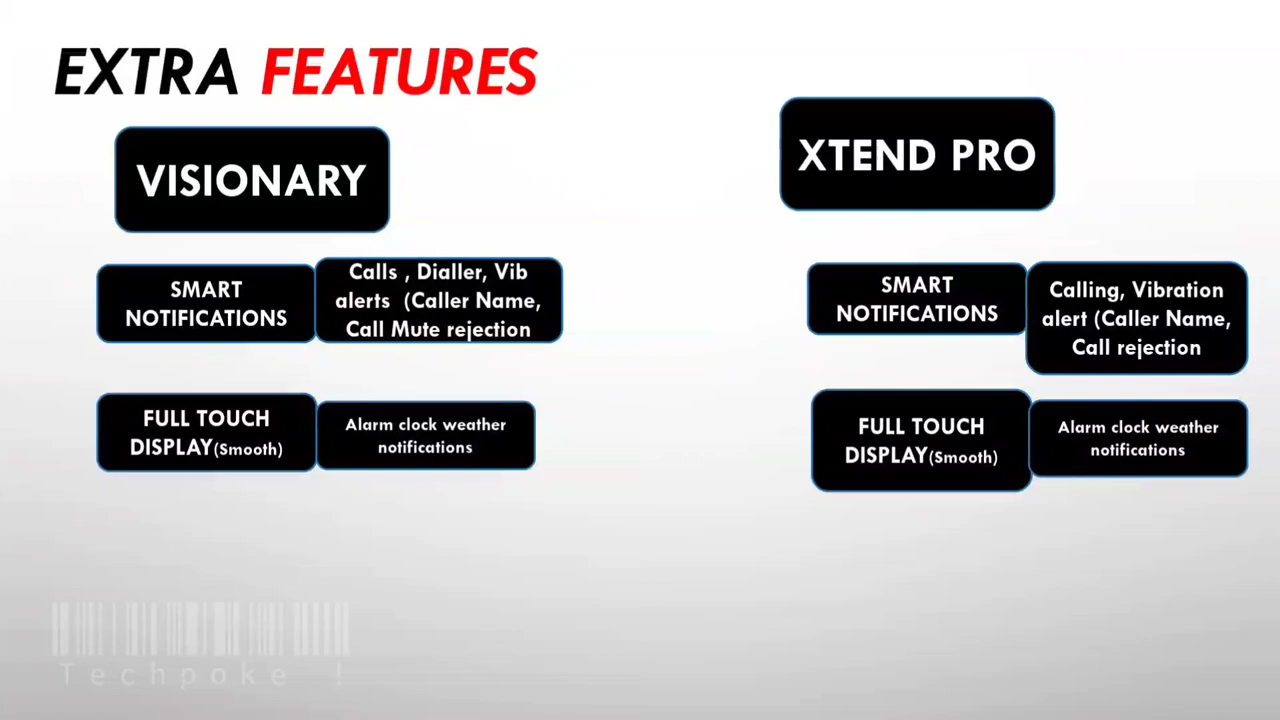 EXTRA FEATURES
VISIONARY
SMART
NOTIFICATIONS
Calls , Dialler, Vib
alerts (Caller Name,
Call Mute rejection
FULL TOUCH
DISPLAY(Smooth)
Alarm clock weather
notifications
XTEND PRO
SMART
NOTIFICATIONS
Calling, Vibration
alert (Caller Name,
Call rejection
FULL TOUCH
DISPLAY(Smooth)
Alarm clock weather
notifications
Techpoke !